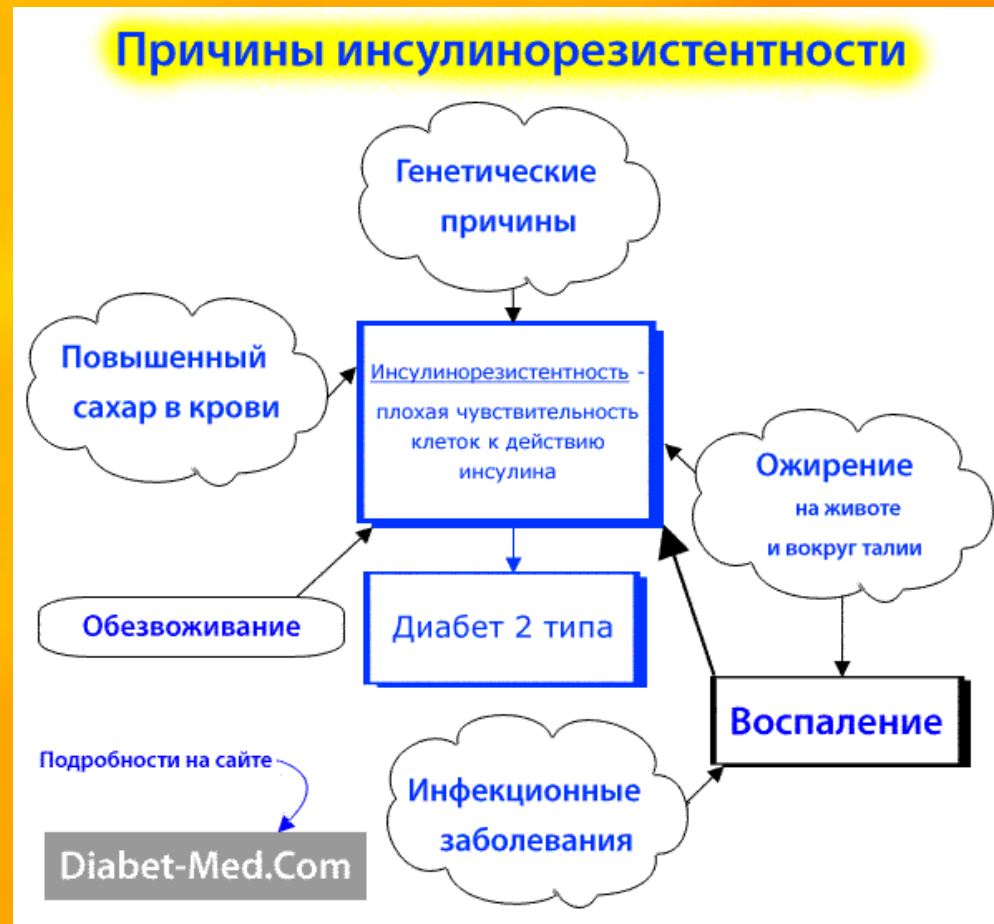 Причины инсулинорезистентности
Генетические
причины
Повышенный
сахар в крови
Инсулинорезистентность -
плохая чувствительность
клеток к действию
инсулина
Ожирение
на животе
и вокруг талии
Обезвоживание
Диабет 2 типа
Воспаление
Подробности на сайте
Инфекционные
заболевания
Diabet-Med.Com